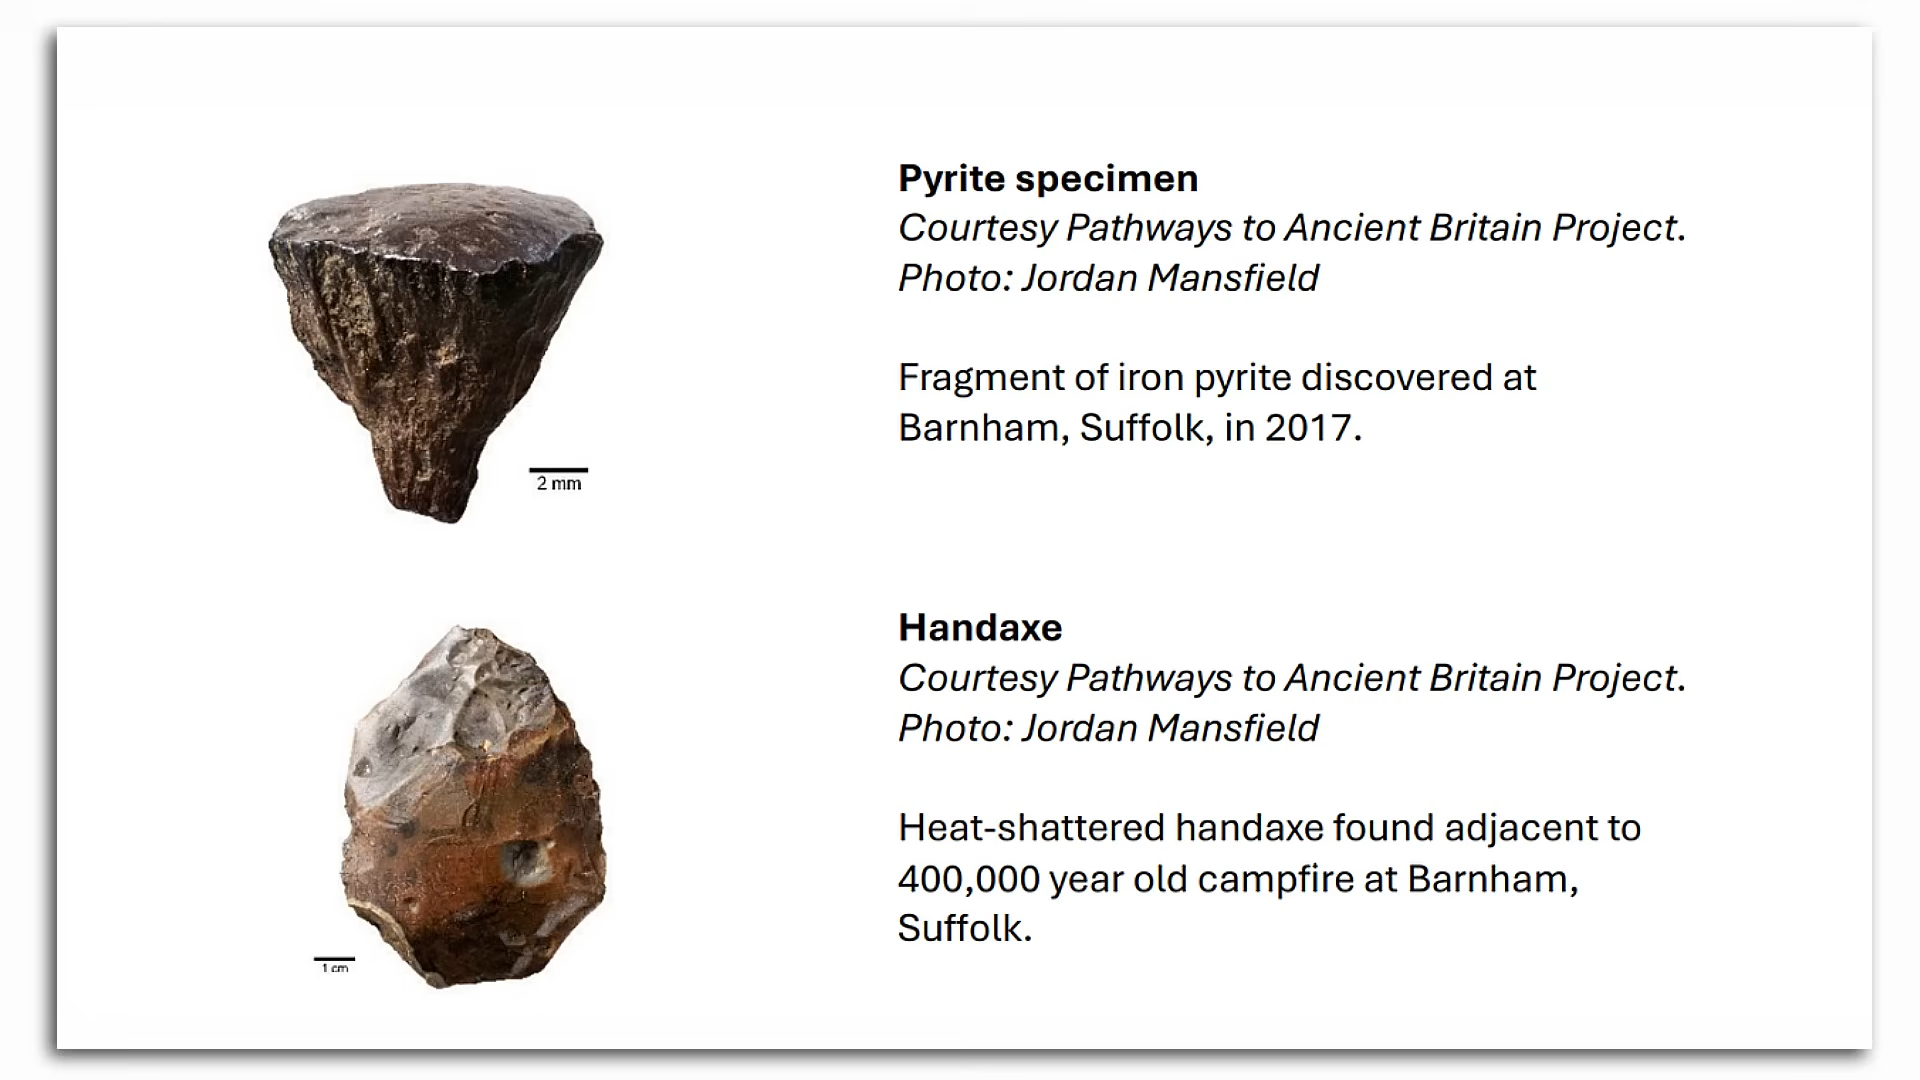 Pyrite specimen
Courtesy Pathways to Ancient Britain Project.
Photo: Jordan Mansfield
Fragment of iron pyrite discovered at
Barnham, Suffolk, in 2017.
2 mm
Handaxe
Courtesy Pathways to Ancient Britain Project.
Photo: Jordan Mansfield
Heat-shattered handaxe found adjacent to
400,000 year old campfire at Barnham,
Suffolk.
1 cm